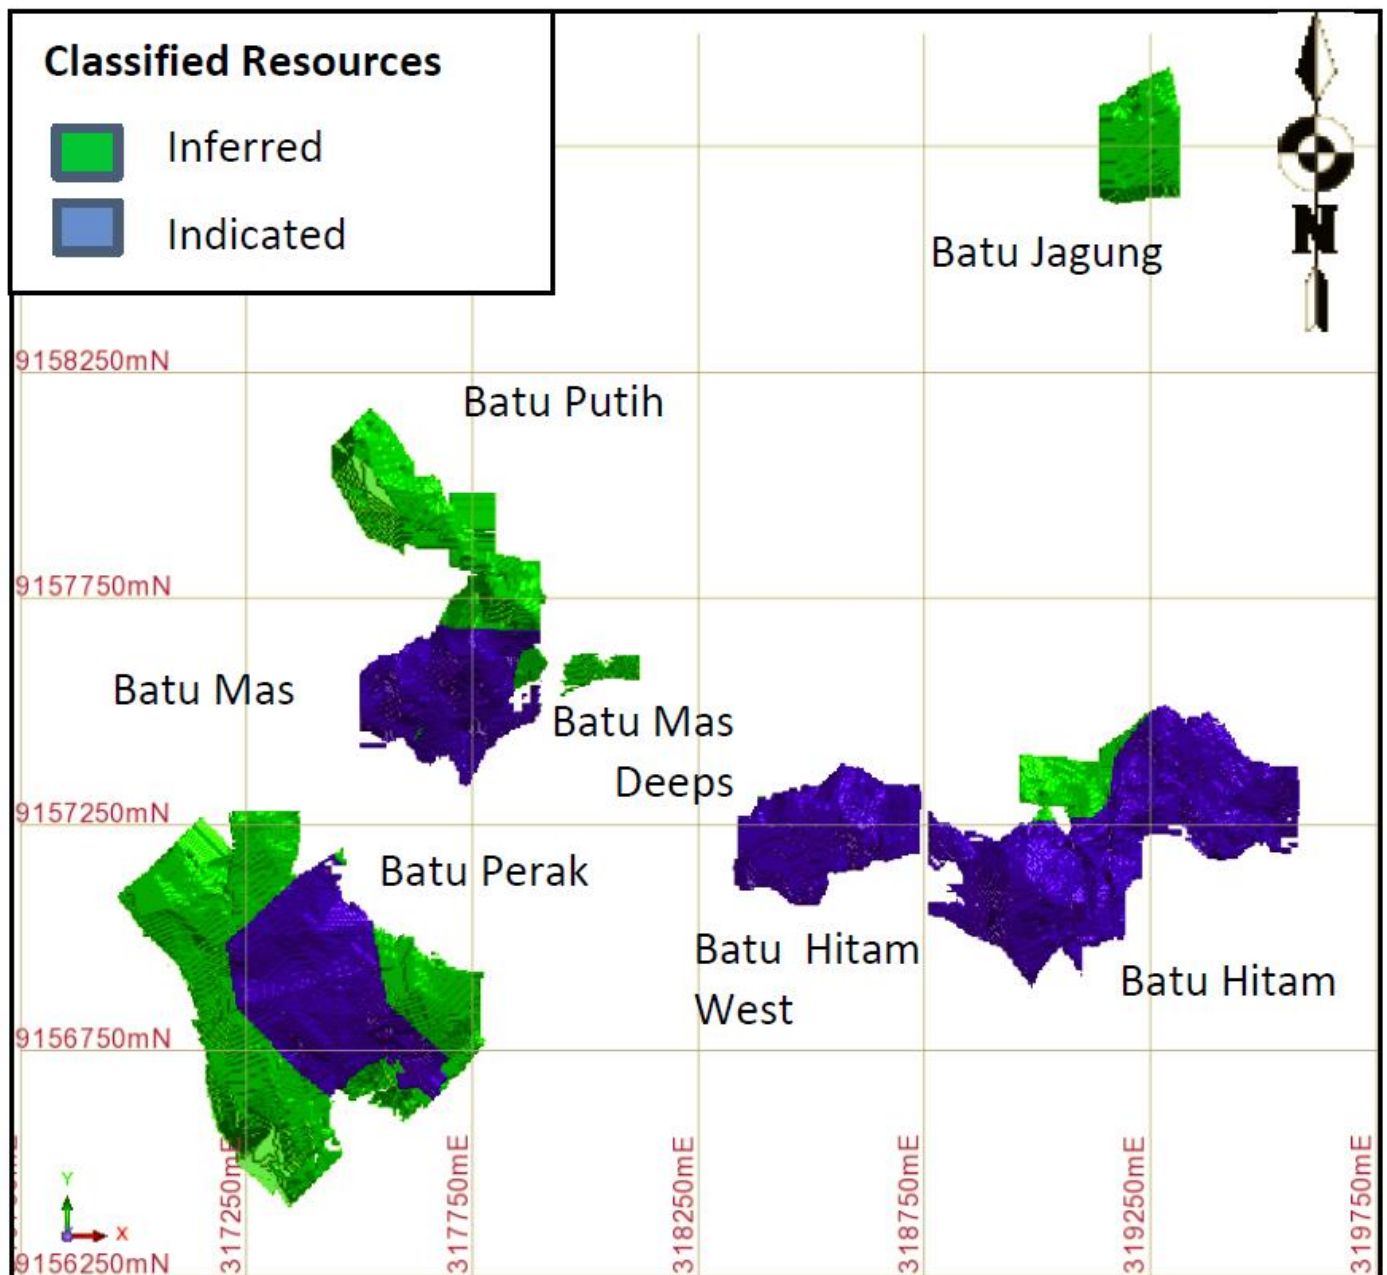 Classified Resources
Inferred
Indicated
N
Batu Jagung
9158250mN
Batu Putih
9157750mN
Batu Mas
Batu Mas
Deeps
9157250mN
Batu Perak
Batu Hitam
West
Batu Hitam
9156750mN
317250mE
317750mE
318250mE
318750mE
319250mE
319750mE
Y
X
9156250mN